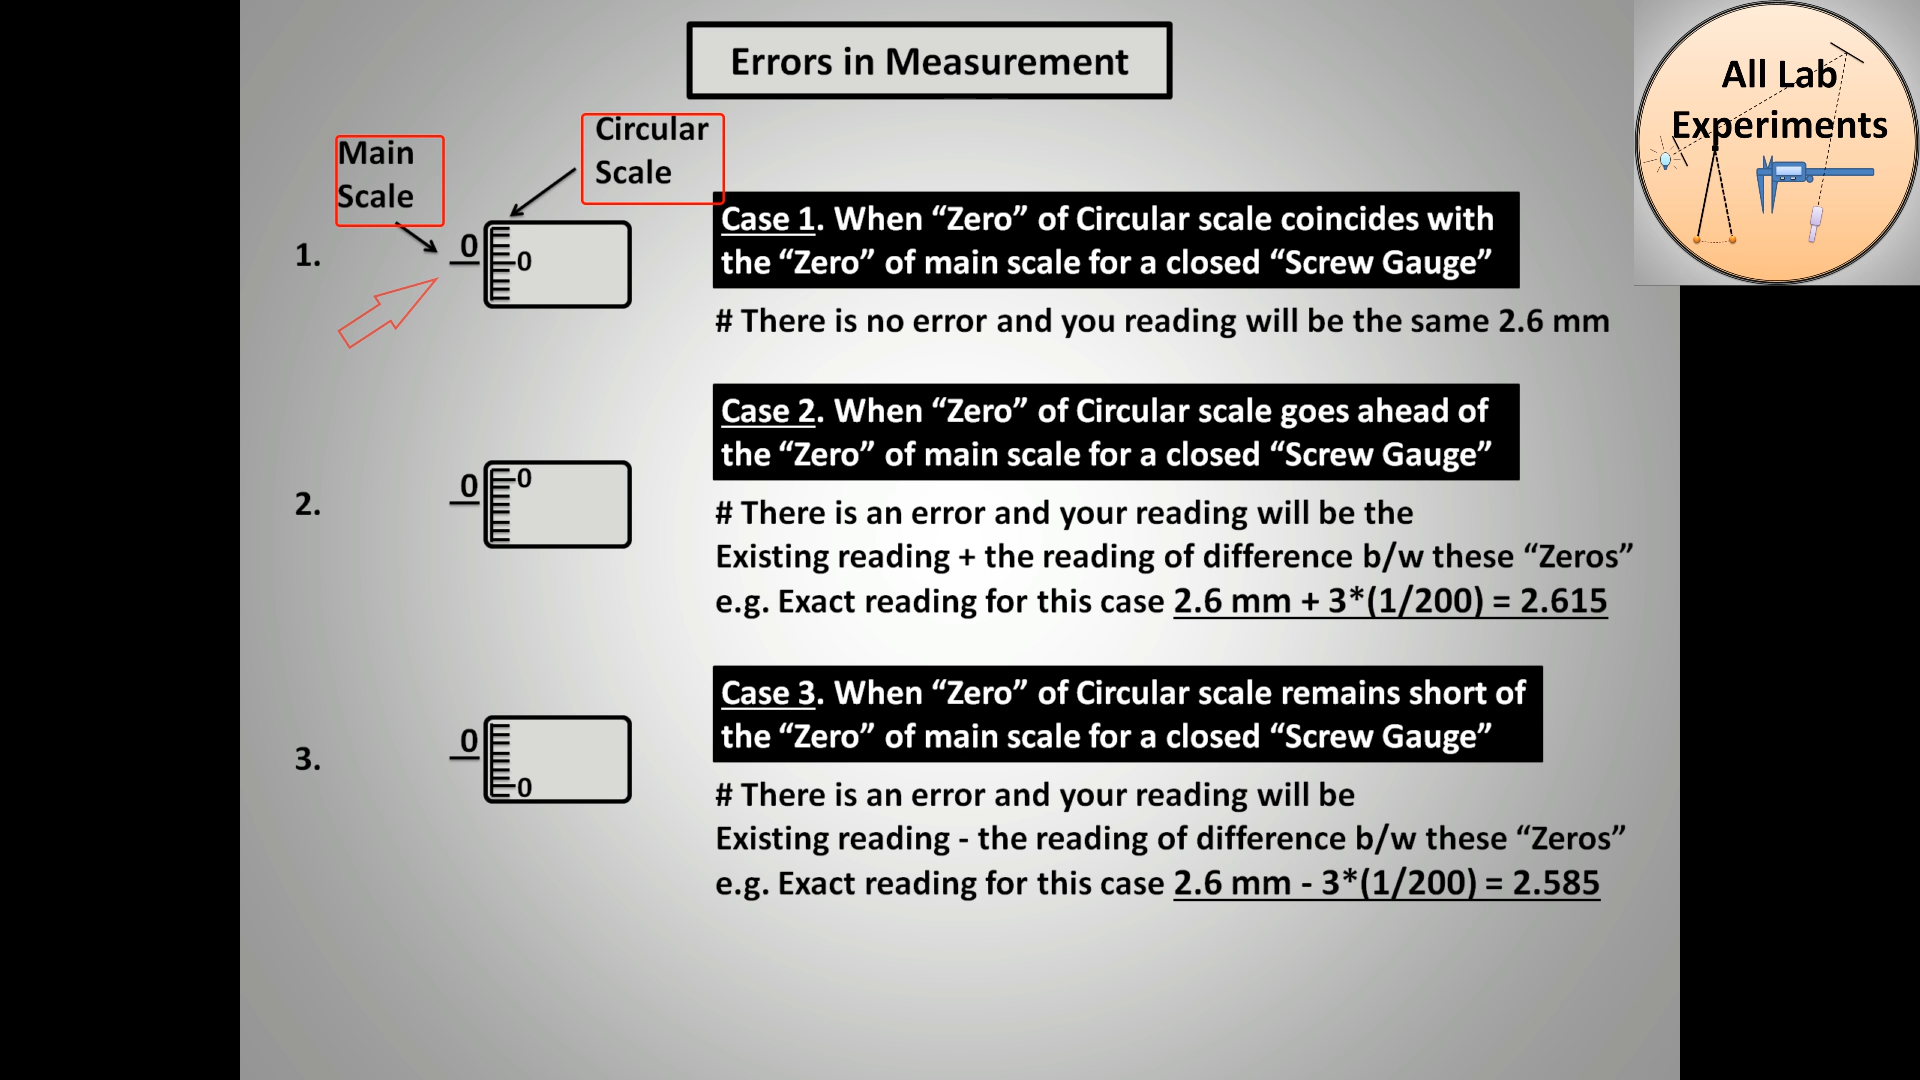 Errors in Measurement
All Lab
Experiments
Main
Scale
Circular
Scale
1.
0
0
Case 1. When “Zero” of Circular scale coincides with
the “Zero” of main scale for a closed “Screw Gauge”
# There is no error and you reading will be the same 2.6 mm
2.
0
0
Case 2. When “Zero” of Circular scale goes ahead of
the “Zero” of main scale for a closed “Screw Gauge”
# There is an error and your reading will be the
Existing reading + the reading of difference b/w these “Zeros”
e.g. Exact reading for this case 2.6 mm + 3*(1/200) = 2.615
3.
0
0
Case 3. When “Zero” of Circular scale remains short of
the “Zero” of main scale for a closed “Screw Gauge”
# There is an error and your reading will be
Existing reading - the reading of difference b/w these “Zeros”
e.g. Exact reading for this case 2.6 mm - 3*(1/200) = 2.585